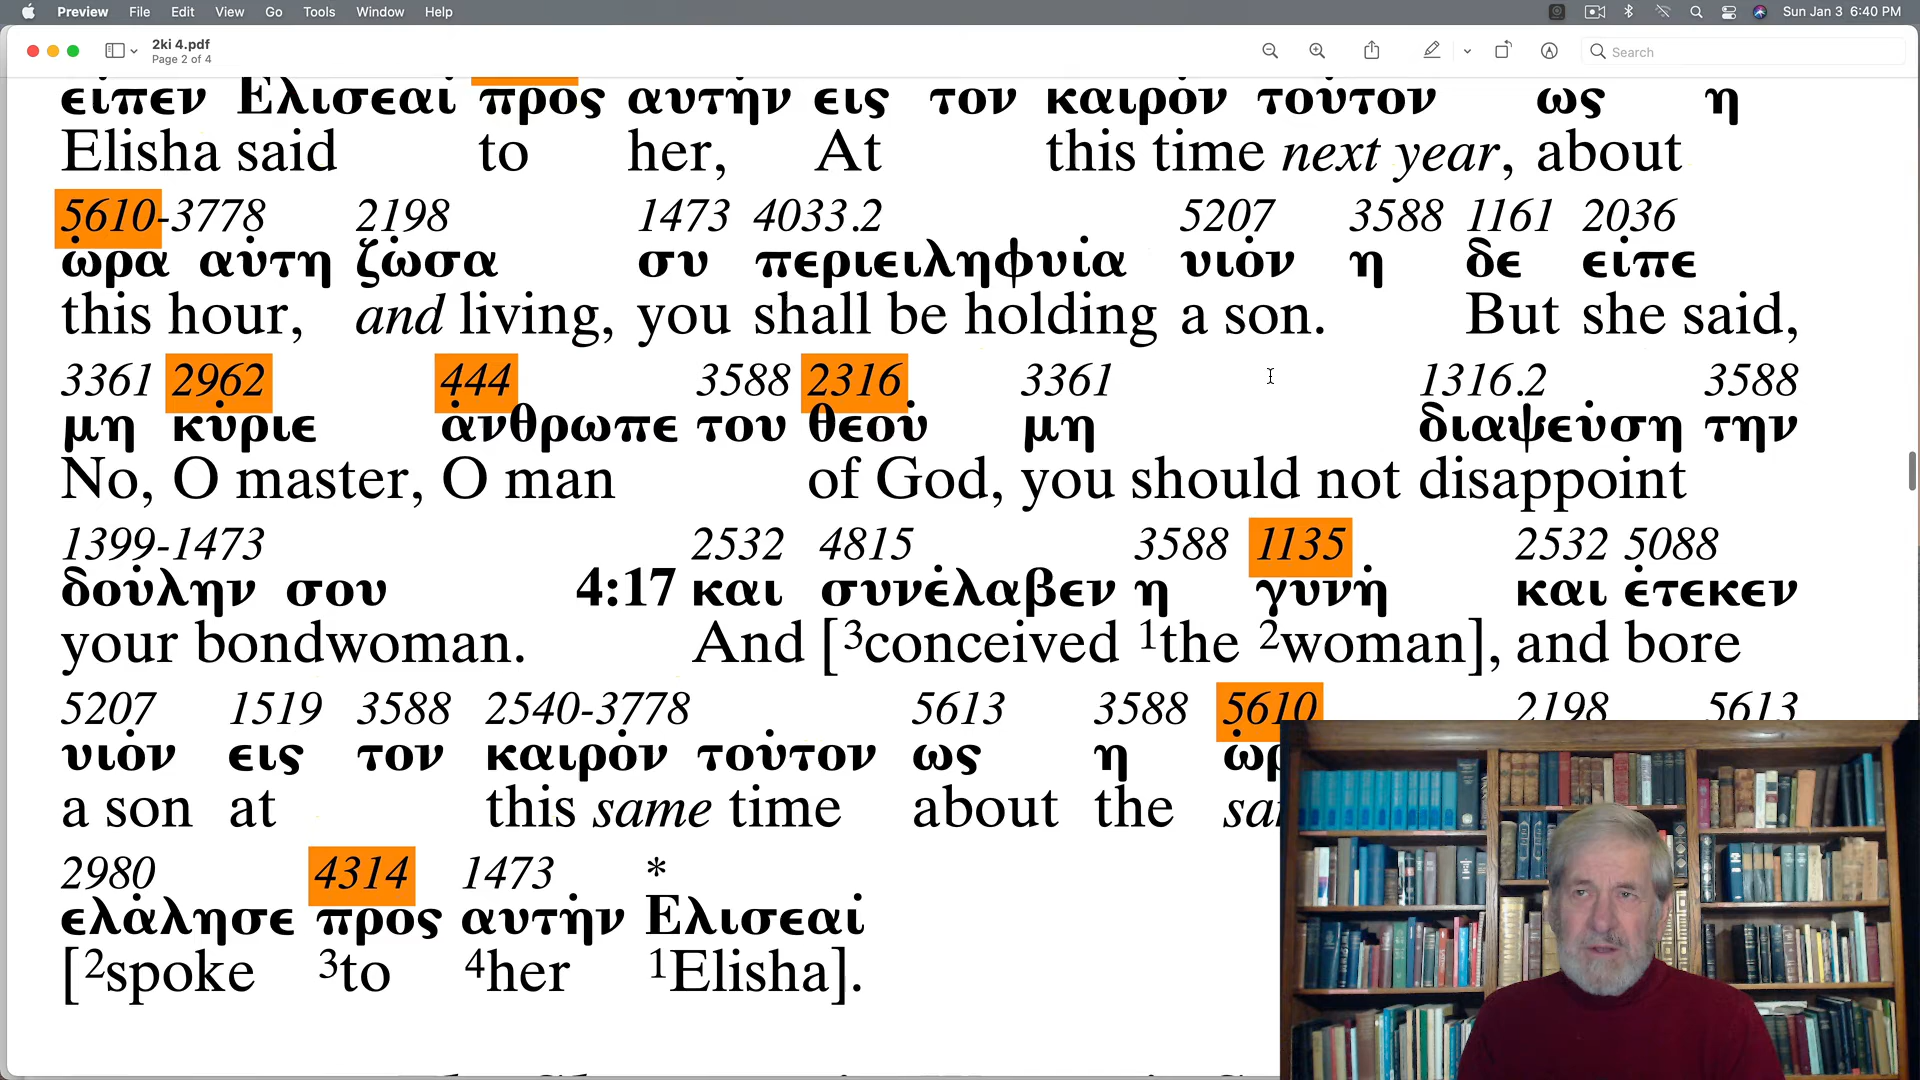 Preview File Edit View Go Tools Window Help Sun Jan 3 6:40 PM
2ki 4.pdf
Page 2 of 4
Search
είπεν Ελισεαί προς αυτήν εις τον καιρόν τούτον ως η
Elisha said to her, At this time next year, about
5610-3778 2198 1473 4033.2 5207 3588 1161 2036
ώρα αύτη ζώσα συ περιειληφυία υιόν η δε είπε
this hour, and living, you shall be holding a son. But she said,
3361 2962 444 3588 2316 3361 1316.2 3588
μη κύριε άνθρωπε του θεού μη διαψεύση την
No, O master, O man of God, you should not disappoint
1399-1473 2532 4815 3588 1135 2532 5088
δούλην σου 4:17 και συνέλαβεν η γυνή και έτεκεν
your bondwoman. And [3conceived 1the 2woman], and bore
5207 1519 3588 2540-3778 5613 3588 5610 2198 5613
υιόν εις τον καιρόν τούτον ως η
a son at this same time about the
2980 4314 1473 *
ελάλησε προς αυτήν Ελισεαί
[2spoke 3to 4her 1Elisha].